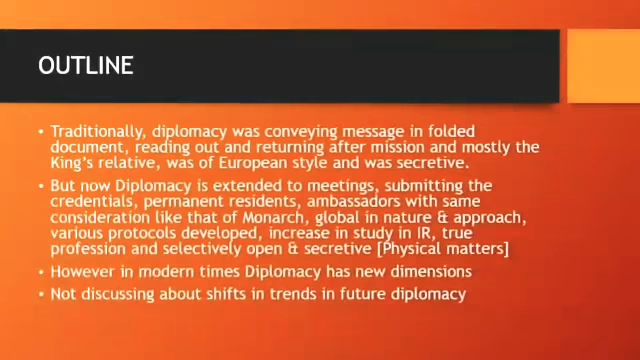 OUTLINE
• Traditionally, diplomacy was conveying message in folded
document, reading out and returning after mission and mostly the
King's relative, was of European style and was secretive.
• But now Diplomacy is extended to meetings, submitting the
credentials, permanent residents, ambassadors with same
consideration like that of Monarch, global in nature & approach,
various protocols developed, increase in study in IR, true
profession and selectively open & secretive [Physical matters]
• However in modern times Diplomacy has new dimensions
• Not discussing about shifts in trends in future diplomacy